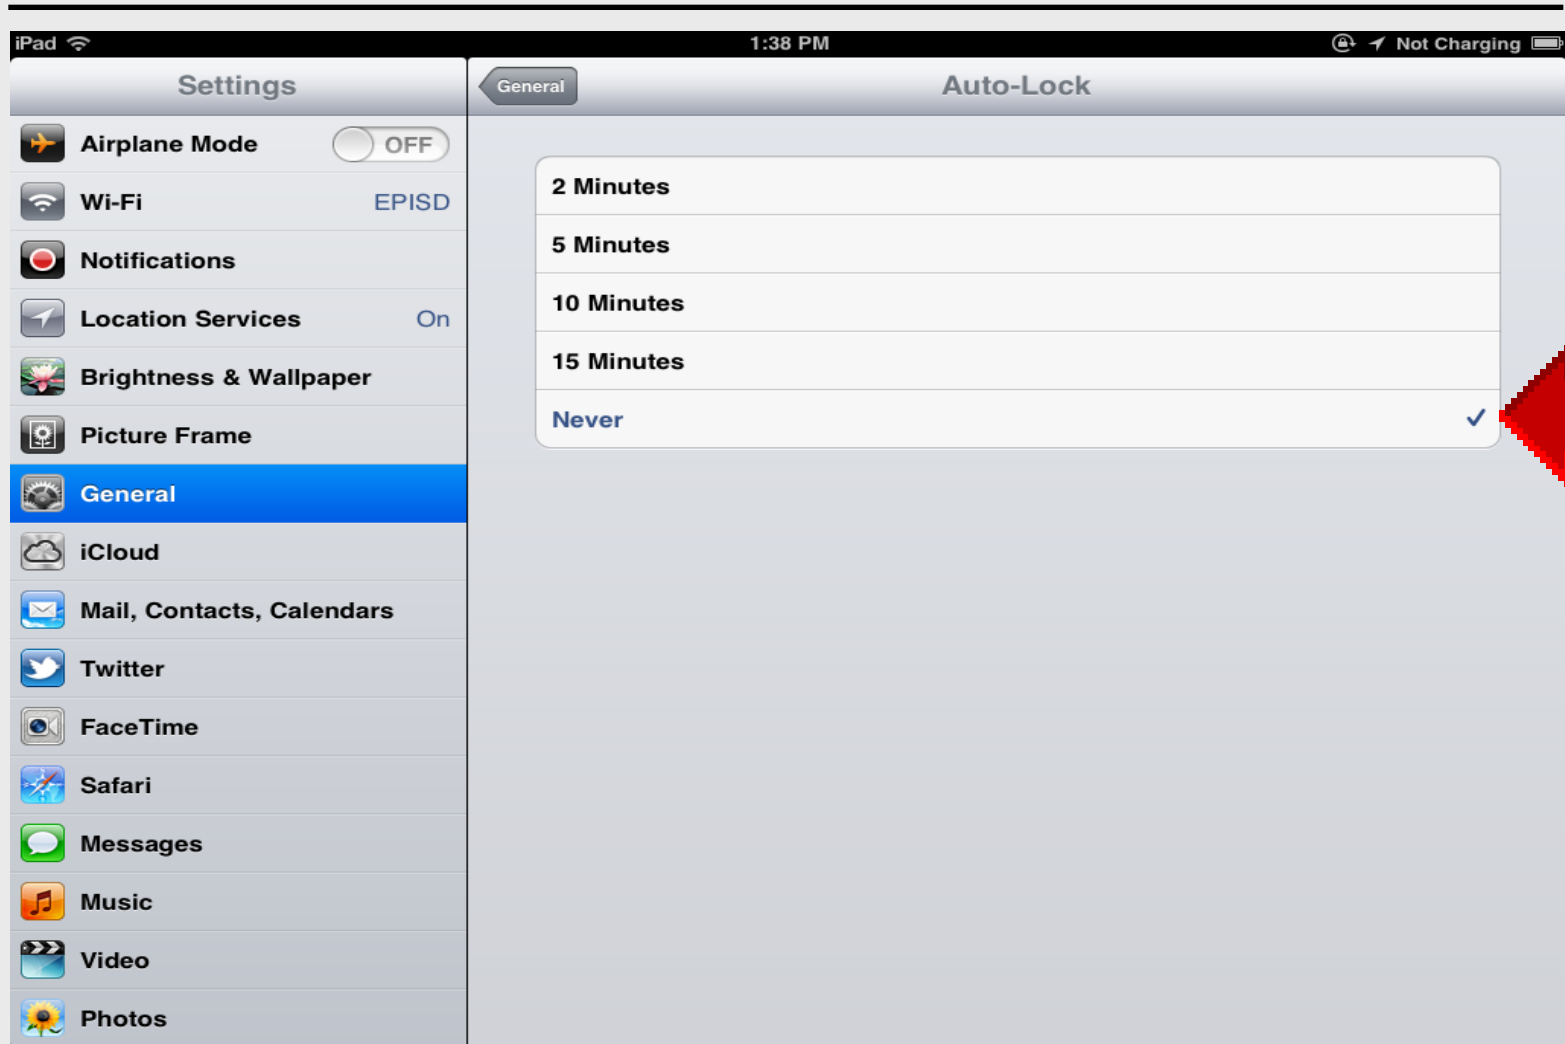 iPad 1:38 PM Not Charging
Settings
General Auto-Lock
Airplane Mode OFF
Wi-Fi EPISD
Notifications
Location Services On
Brightness & Wallpaper
Picture Frame
General
iCloud
Mail, Contacts, Calendars
Twitter
FaceTime
Safari
Messages
Music
Video
Photos
2 Minutes
5 Minutes
10 Minutes
15 Minutes
Never